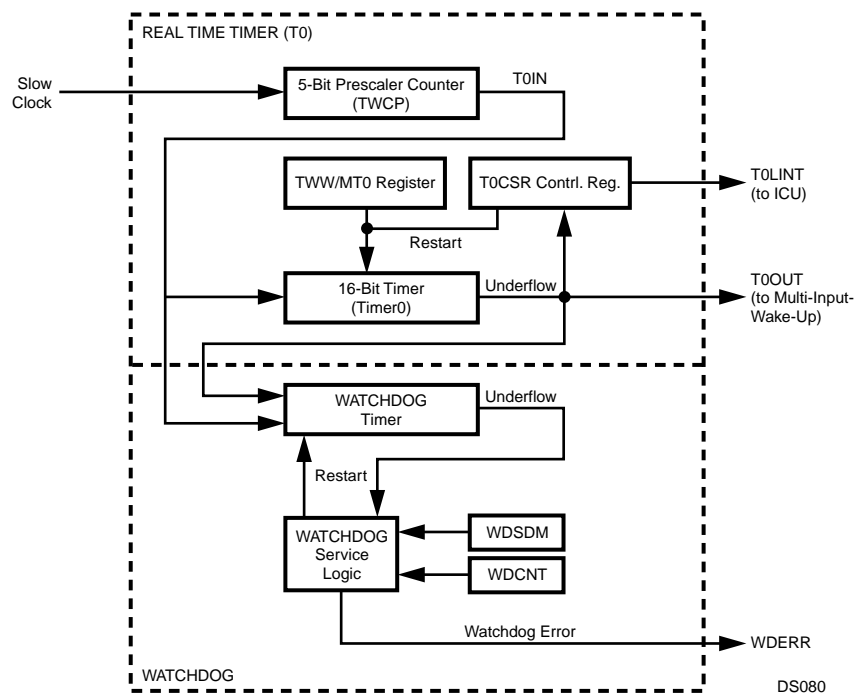 REAL TIME TIMER (T0)
Slow
Clock
5-Bit Prescaler Counter
(TWCP)
T0IN
TWW/MT0 Register
T0CSR Contrl. Reg.
T0LINT
(to ICU)
Restart
16-Bit Timer
(Timer0)
Underflow
T0OUT
(to Multi-Input-
Wake-Up)
WATCHDOG
Timer
Underflow
Restart
WATCHDOG
Service
Logic
WDSDM
WDCNT
Watchdog Error
WDERR
WATCHDOG
DS080